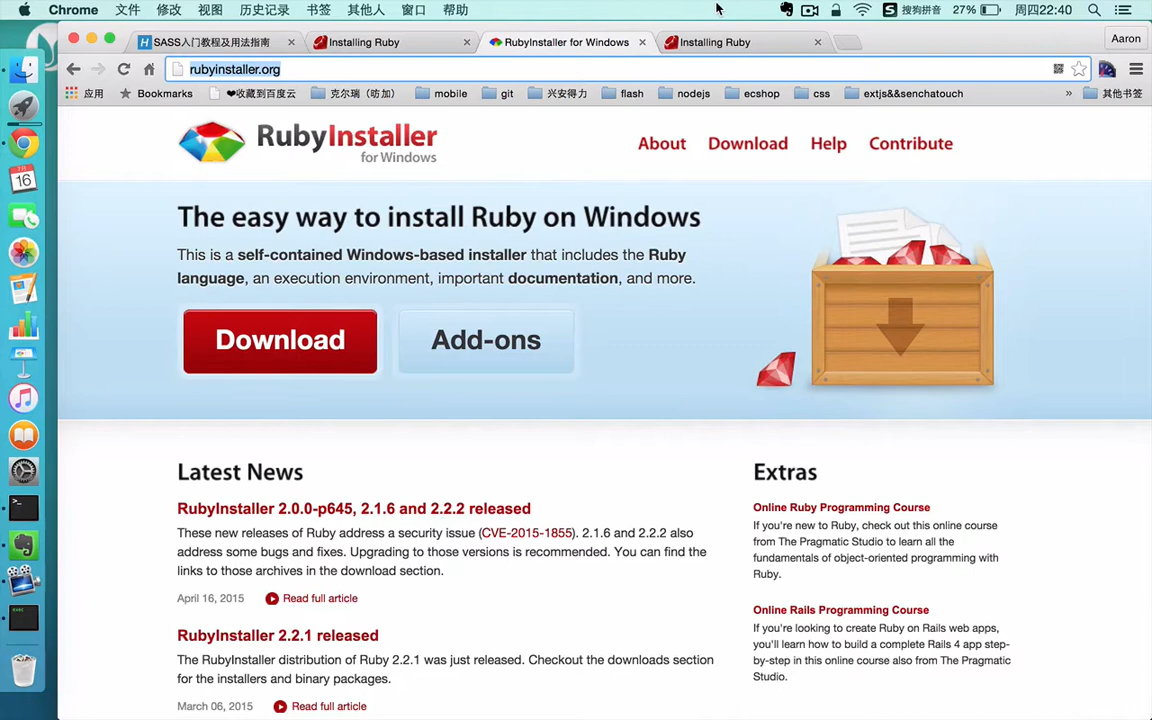 Chrome 文件 修改 视图 历史记录 书签 其他人 窗口 帮助 搜狗拼音 27% 周四22:40
SASS入门教程及用法指南 Installing Ruby RubyInstaller for Windows Installing Ruby Aaron
rubyinstaller.org
应用 Bookmarks ❤收藏到百度云 克尔瑞（叻加） mobile git 兴安得力 flash nodejs ecshop css extjs&&senchatouch » 其他书签
RubyInstaller
for Windows
About Download Help Contribute
The easy way to install Ruby on Windows
This is a self-contained Windows-based installer that includes the Ruby
language, an execution environment, important documentation, and more.
Download Add-ons
Latest News
RubyInstaller 2.0.0-p645, 2.1.6 and 2.2.2 released
These new releases of Ruby address a security issue (CVE-2015-1855). 2.1.6 and 2.2.2 also
address some bugs and fixes. Upgrading to those versions is recommended. You can find the
links to those archives in the download section.
April 16, 2015 Read full article
RubyInstaller 2.2.1 released
The RubyInstaller distribution of Ruby 2.2.1 was just released. Checkout the downloads section
for the installers and binary packages.
March 06, 2015 Read full article
Extras
Online Ruby Programming Course
If you're new to Ruby, check out this online course
from The Pragmatic Studio to learn all the
fundamentals of object-oriented programming with
Ruby.
Online Rails Programming Course
If you're looking to create Ruby on Rails web apps,
you'll learn how to build a complete Rails 4 app step-
by-step in this online course also from The Pragmatic
Studio.
16